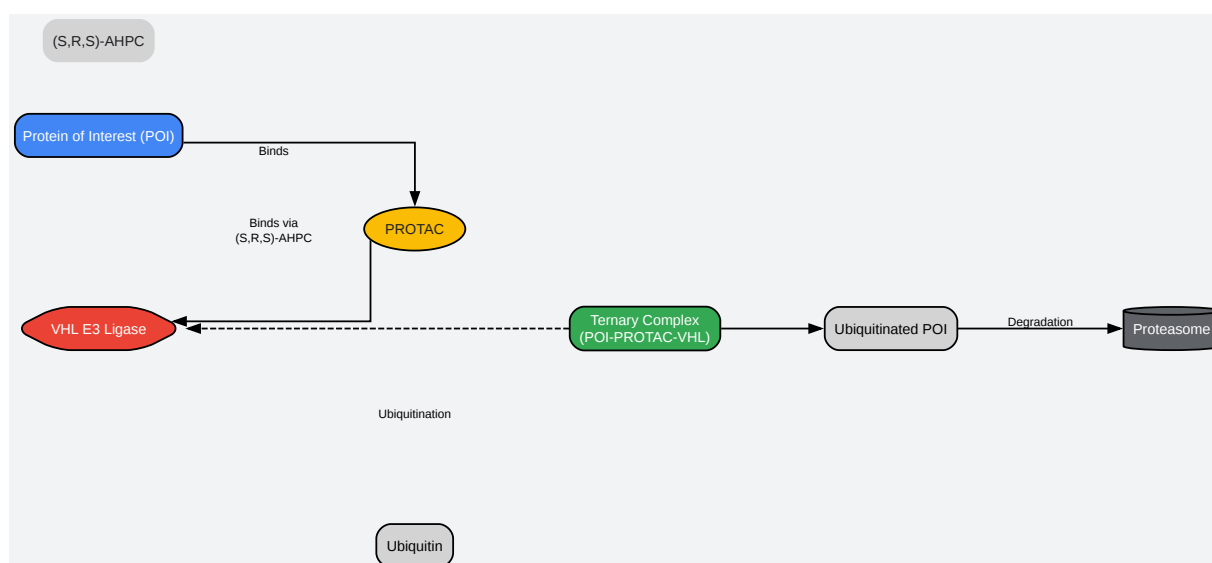 (S,R,S)-AHPC
Protein of Interest (POI)
Binds
Binds via
(S,R,S)-AHPC
PROTAC
VHL E3 Ligase
Ternary Complex
(POI-PROTAC-VHL)
Ubiquitinated POI
Degradation
Proteasome
Ubiquitination
Ubiquitin